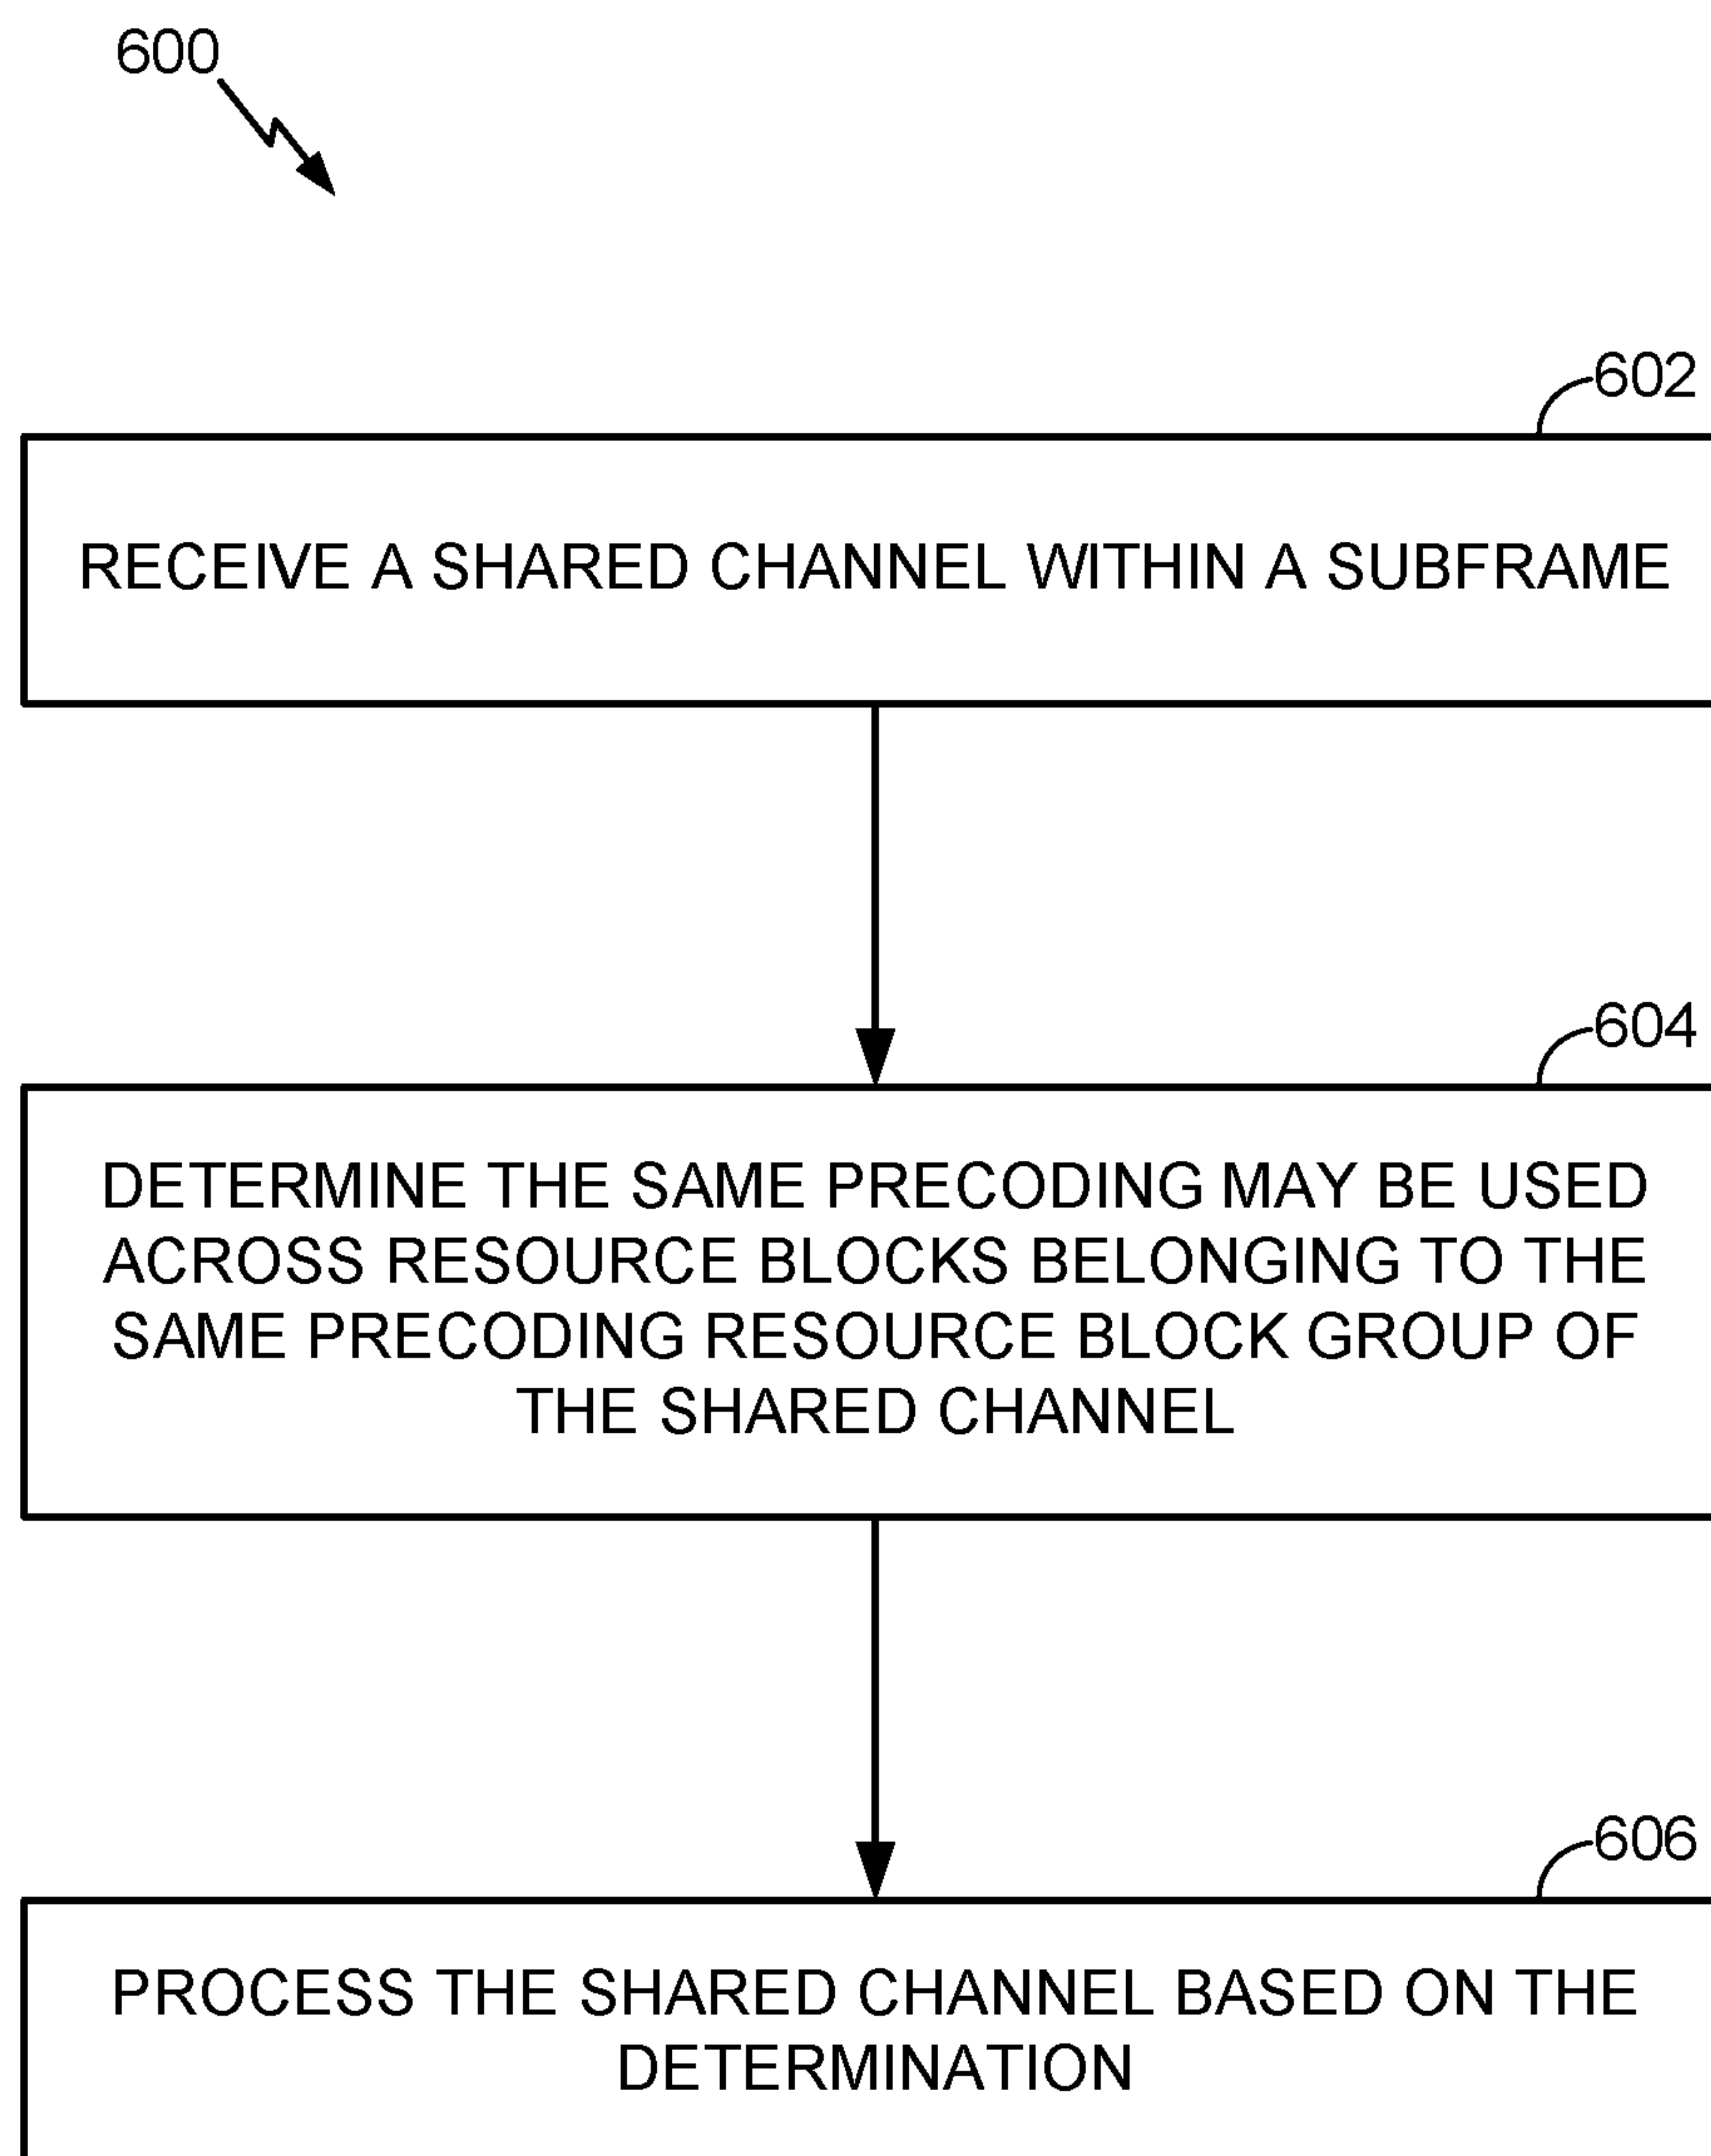 600
602
RECEIVE A SHARED CHANNEL WITHIN A SUBFRAME
604
DETERMINE THE SAME PRECODING MAY BE USED
ACROSS RESOURCE BLOCKS BELONGING TO THE
SAME PRECODING RESOURCE BLOCK GROUP OF
THE SHARED CHANNEL
606
PROCESS THE SHARED CHANNEL BASED ON THE
DETERMINATION